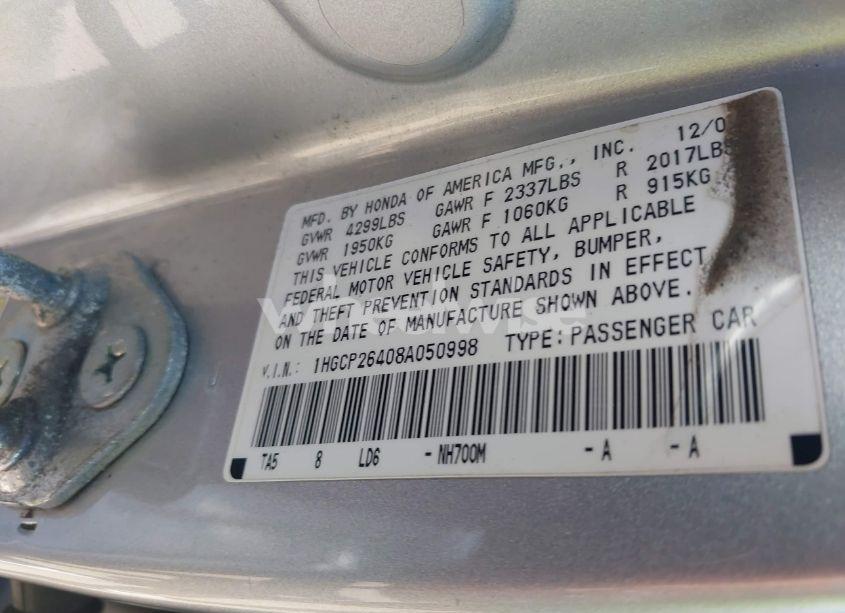 MFD. BY HONDA OF AMERICA MFG., INC. 12/0
GVWR 4299LBS GAWR F 2337LBS R 2017LBS
GVWR 1950KG GAWR F 1060KG R 915KG
THIS VEHICLE CONFORMS TO ALL APPLICABLE
FEDERAL MOTOR VEHICLE SAFETY, BUMPER,
AND THEFT PREVENTION STANDARDS IN EFFECT
ON THE DATE OF MANUFACTURE SHOWN ABOVE.
V.I.N.: 1HGCP26408A050998 TYPE: PASSENGER CAR
TA5 8 LD6 -NH700M -A -A